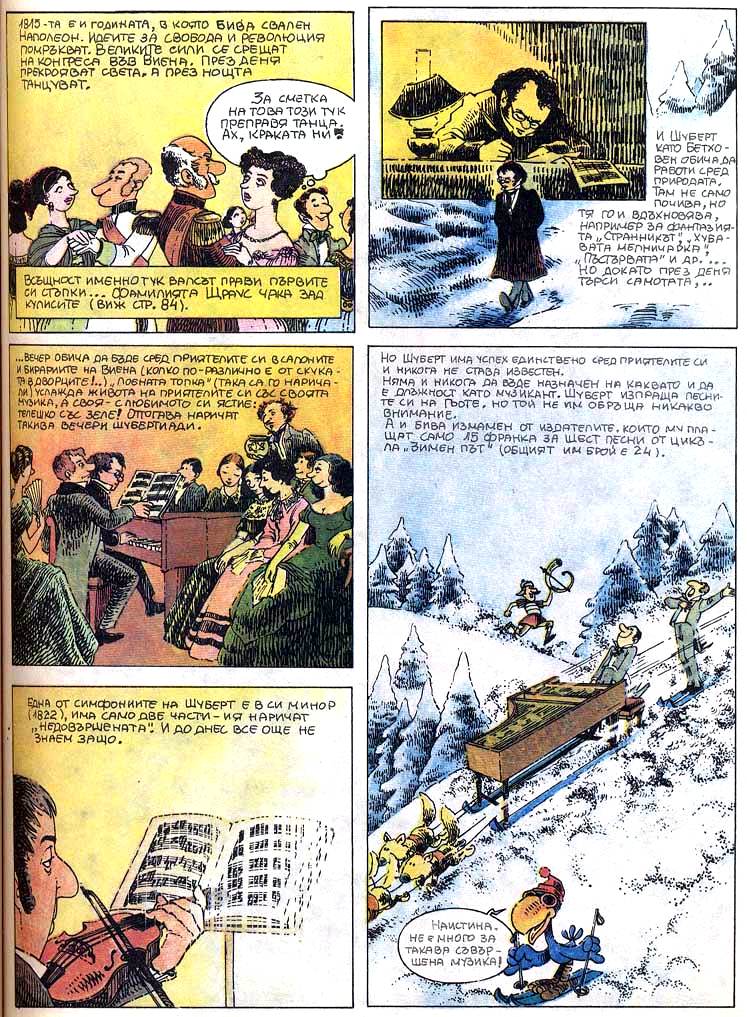 1815-ТА Е И ГОДИНАТА, В КОЯТО БИВА СВАЛЕН
НАПОЛЕОН. ИДЕИТЕ ЗА СВОБОДА И РЕВОЛЮЦИЯ
ПОМРЪКВАТ. ВЕЛИКИТЕ СИЛИ СЕ СРЕЩАТ
НА КОНГРЕСА ВЪВ ВИЕНА. ПРЕЗ ДЕНЯ
ПРЕКРОЯВАТ СВЕТА, А ПРЕЗ НОЩТА
ТАНЦУВАТ.
ЗА СМЕТКА
НА ТОВА ТОЗИ ТУК
ПРЕПРАВЯ ТАНЦА.
АХ, КРАКАТА НИ!
ВСЪЩНОСТ ИМЕННО ТУК ВАЛСЪТ ПРАВИ ПЪРВИТЕ
СИ СТЪПКИ... ФАМИЛИЯТА ЩРАУС ЧАКА ЗАД
КУЛИСИТЕ (ВИЖ СТР. 84).
И ШУБЕРТ
КАТО БЕТХО-
ВЕН ОБИЧА ДА
РАБОТИ СРЕД
ПРИРОДАТА.
ТАМ НЕ САМО
ПОЧИВА, НО
ТЯ ГО И ВДЪХНОВЯВА,
НАПРИМЕР ЗА ФАНТАЗИЯ-
ТА „СТРАННИКЪТ", „ХУБА-
ВАТА МЕЛНИЧАРКА",
„ПЪСТЪРВАТА" И ДР. ...
НО ДОКАТО ПРЕЗ ДЕНЯ
ТЪРСИ САМОТАТА,..
...ВЕЧЕР ОБИЧА ДА БЪДЕ СРЕД ПРИЯТЕЛИТЕ СИ В САЛОНИТЕ
И БИРАРИИТЕ НА ВИЕНА (КОЛКО ПО-РАЗЛИЧНО Е ОТ СКУКА-
ТА В ДВОРЦИТЕ!..) „ПОЕНАТА ТОПКА" (ТАКА СА ГО НАРИЧА-
ЛИ) УСЛАЖДА ЖИВОТА НА ПРИЯТЕЛИТЕ СИ СЪС СВОЯТА
МУЗИКА, А СВОЯ - С ЛЮБИМОТО СИ ЯСТИЕ:
ТЕЛЕШКО СЪС ЗЕЛЕ! ОТТОГАВА НАРИЧАТ
ТАКИВА ВЕЧЕРИ ШУБЕРТИАДИ.
НО ШУБЕРТ ИМА УСПЕХ ЕДИНСТВЕНО СРЕД ПРИЯТЕЛИТЕ СИ
И НИКОГА НЕ СТАВА ИЗВЕСТЕН.
НЯМА И НИКОГА ДА БЪДЕ НАЗНАЧЕН НА КАКВАТО И ДА
Е ДЛЪЖНОСТ КАТО МУЗИКАНТ. ШУБЕРТ ИЗПРАЩА ПЕСНИ-
ТЕ СИ НА ГЬОТЕ, НО ТОЙ НЕ ИМ ОБРЪЩА НИКАКВО
ВНИМАНИЕ.
А И БИВА ИЗМАМЕН ОТ ИЗДАТЕЛИТЕ, КОИТО МУ ПЛА-
ЩАТ САМО 15 ФРАНКА ЗА ШЕСТ ПЕСНИ ОТ ЦИКЪ-
ЛА „ЗИМЕН ПЪТ" (ОБЩИЯТ ИМ БРОЙ Е 24).
ЕДНА ОТ СИМФОНИИТЕ НА ШУБЕРТ Е В СИ МИНОР
(1822), ИМА САМО ДВЕ ЧАСТИ - И Я НАРИЧАТ
„НЕДОВЪРШЕНАТА". И ДО ДНЕС ВСЕ ОЩЕ НЕ
ЗНАЕМ ЗАЩО.
НАИСТИНА.
НЕ Е МНОГО ЗА
ТАКАВА СЪВЪР-
ШЕНА МУЗИКА!